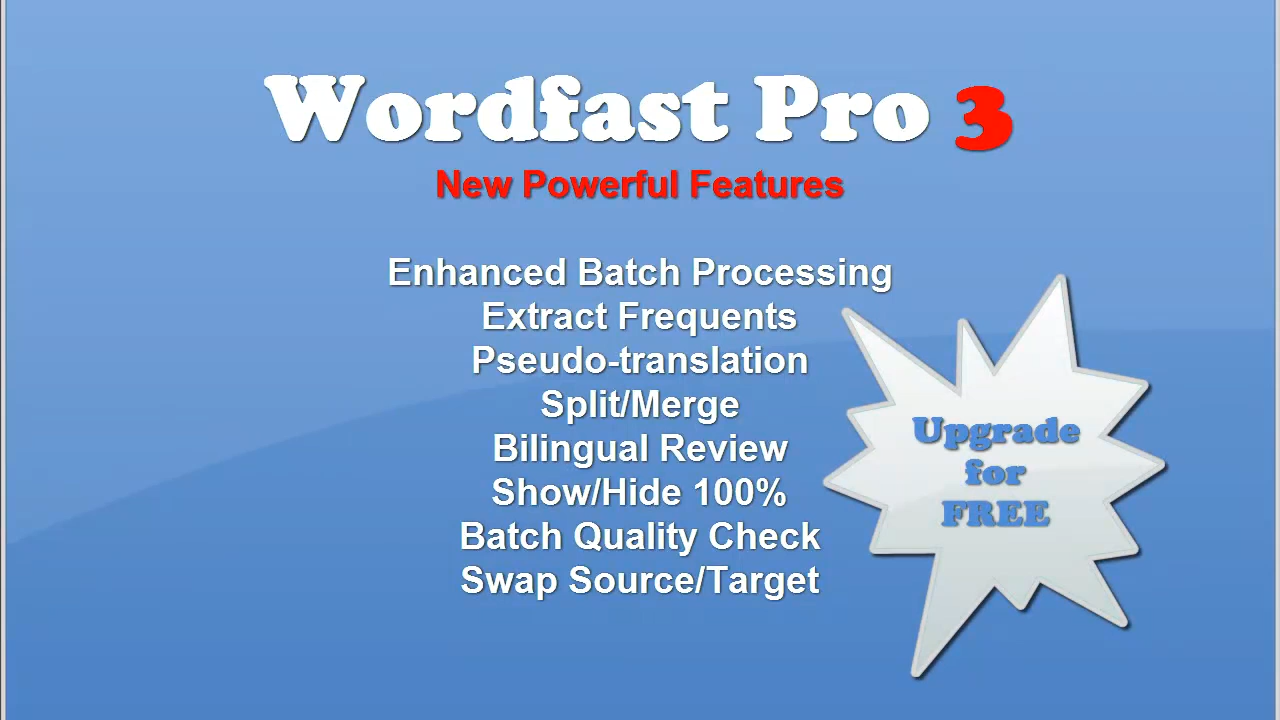 Wordfast Pro 3
New Powerful Features
Enhanced Batch Processing
Extract Frequents
Pseudo-translation
Split/Merge
Bilingual Review
Show/Hide 100%
Batch Quality Check
Swap Source/Target
Upgrade
for
FREE